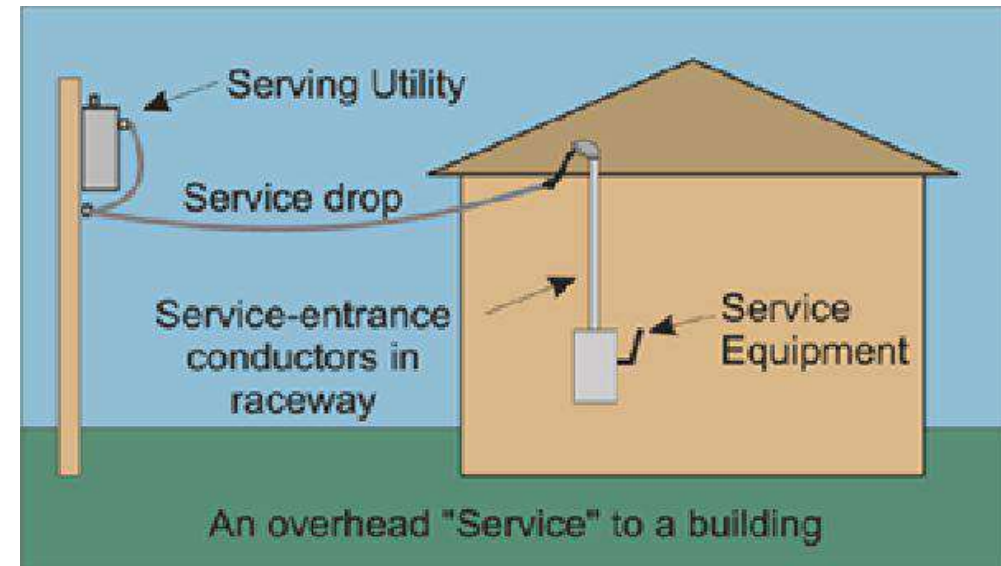 Serving Utility
Service drop
Service-entrance
conductors in
raceway
Service
Equipment
An overhead "Service" to a building